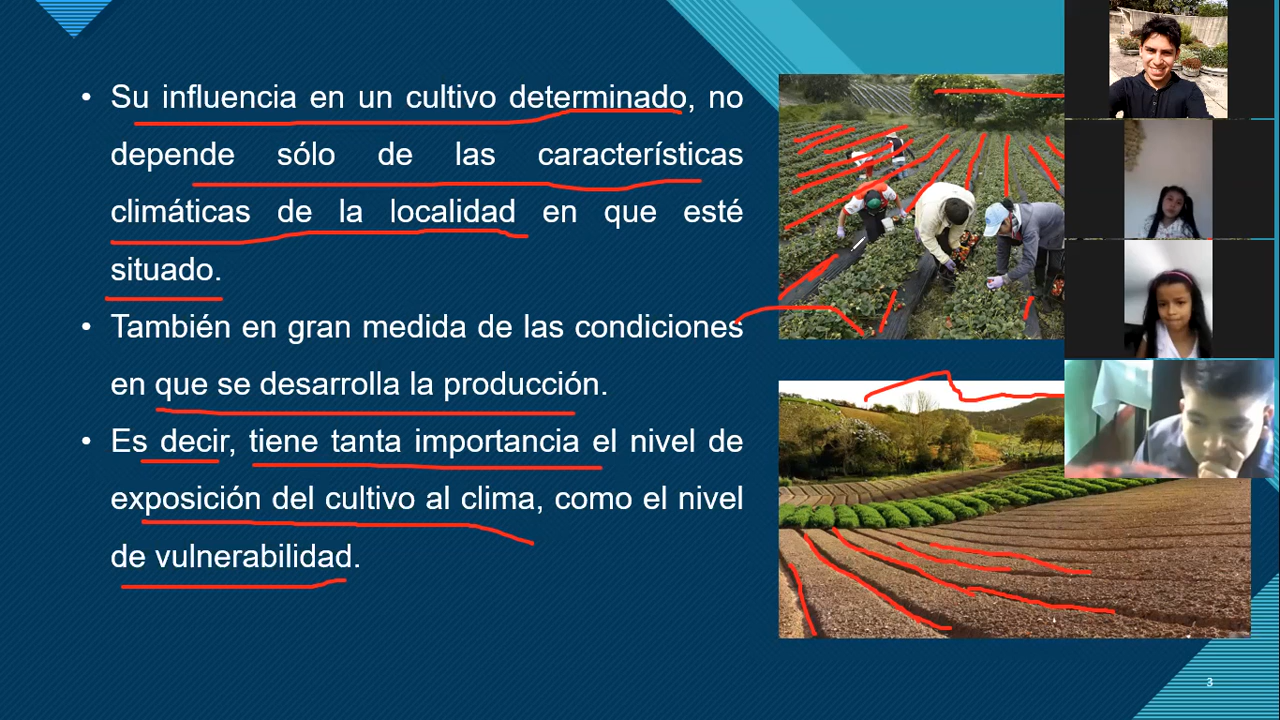 • Su influencia en un cultivo determinado, no
depende sólo de las características
climáticas de la localidad en que esté
situado.
• También en gran medida de las condiciones
en que se desarrolla la producción.
• Es decir, tiene tanta importancia el nivel de
exposición del cultivo al clima, como el nivel
de vulnerabilidad.
3